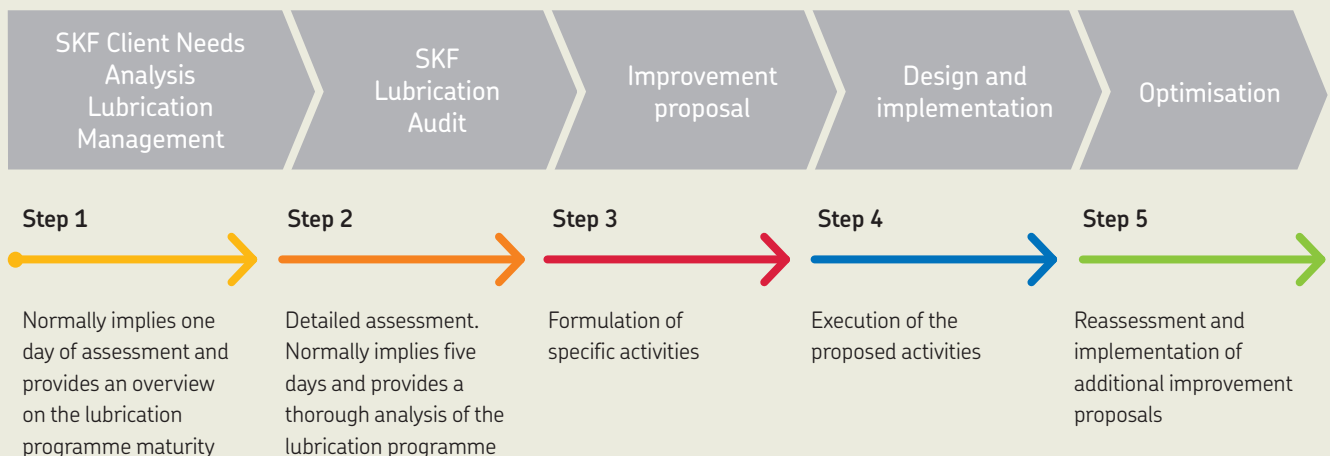 SKF Client Needs
Analysis
Lubrication
Management
SKF
Lubrication
Audit
Improvement
proposal
Design and
implementation
Optimisation
Step 1
Step 2
Step 3
Step 4
Step 5
Normally implies one
day of assessment and
provides an overview
on the lubrication
programme maturity
Detailed assessment.
Normally implies five
days and provides a
thorough analysis of the
lubrication programme
Formulation of
specific activities
Execution of the
proposed activities
Reassessment and
implementation of
additional improvement
proposals